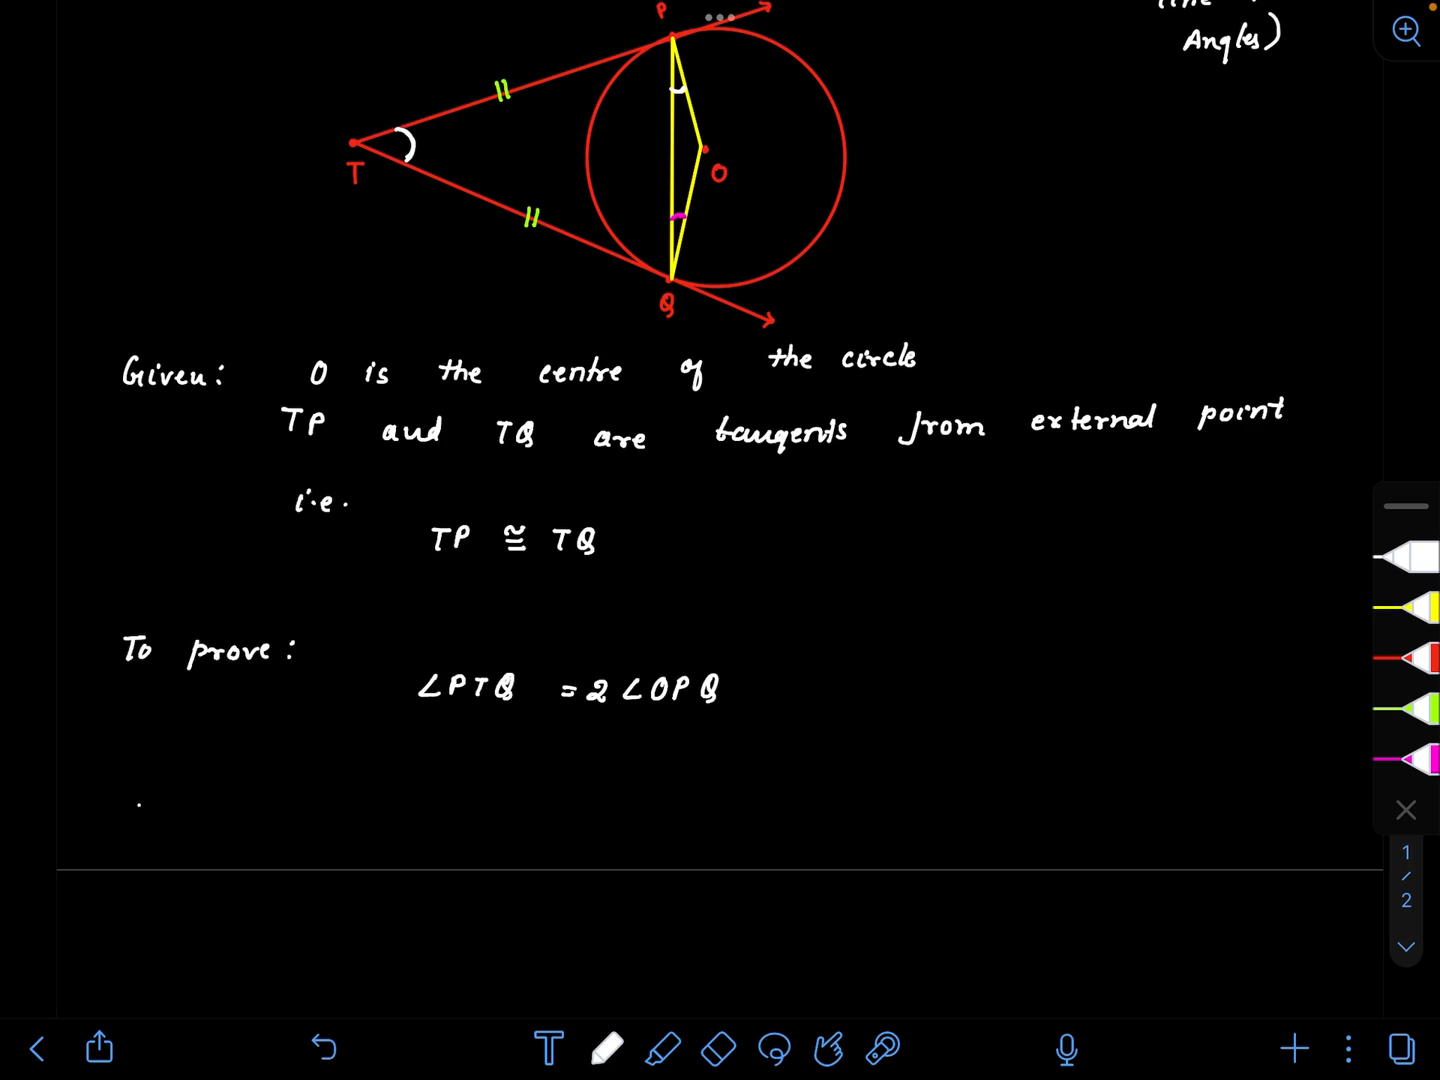 P
Angles)
T
O
Q
Given: O is the centre of the circle
TP and TQ are tangents from external point
i.e.
TP ≅ TQ
To prove:
∠PTQ = 2 ∠OPQ
1
/
2
T